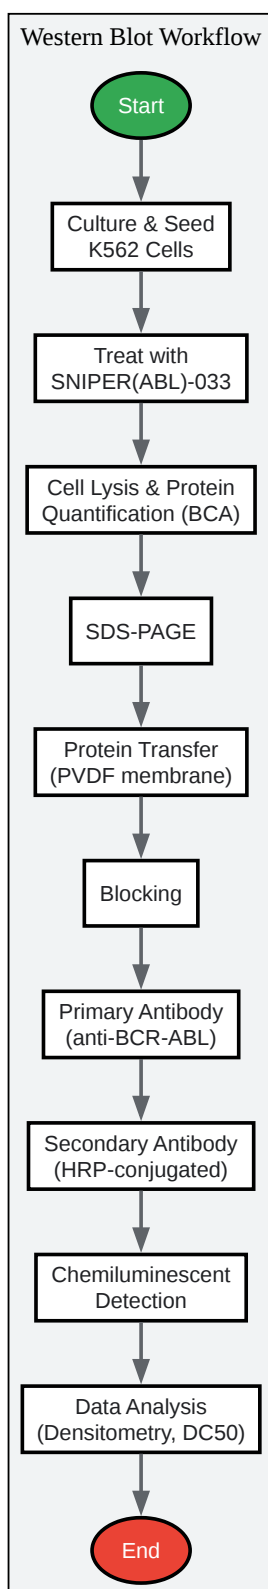 Western Blot Workflow
Start
Culture & Seed
K562 Cells
Treat with
SNIPER(ABL)-033
Cell Lysis & Protein
Quantification (BCA)
SDS-PAGE
Protein Transfer
(PVDF membrane)
Blocking
Primary Antibody
(anti-BCR-ABL)
Secondary Antibody
(HRP-conjugated)
Chemiluminescent
Detection
Data Analysis
(Densitometry, DC50)
End